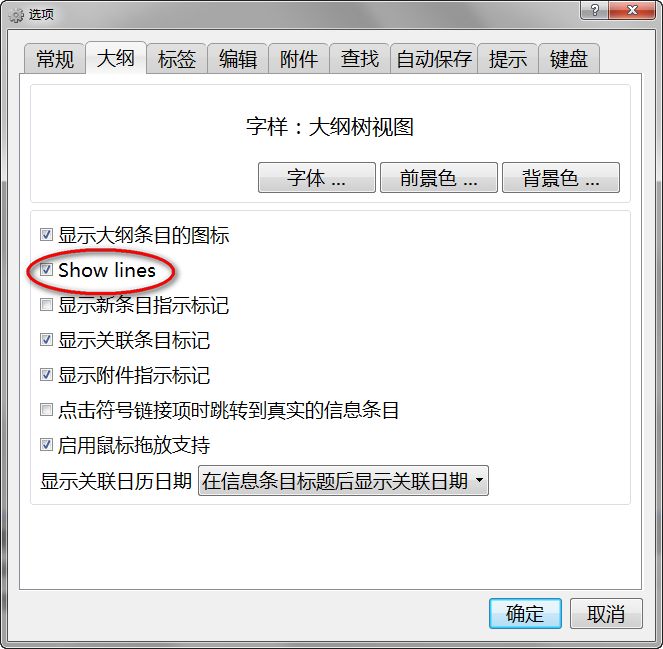 选项
常规 大纲 标签 编辑 附件 查找 自动保存 提示 键盘
字样：大纲树视图
字体 ... 前景色 ... 背景色 ...
显示大纲条目的图标
Show lines
显示新条目指示标记
显示关联条目标记
显示附件指示标记
点击符号链接项时跳转到真实的信息条目
启用鼠标拖放支持
显示关联日历日期 在信息条目标题后显示关联日期
确定 取消